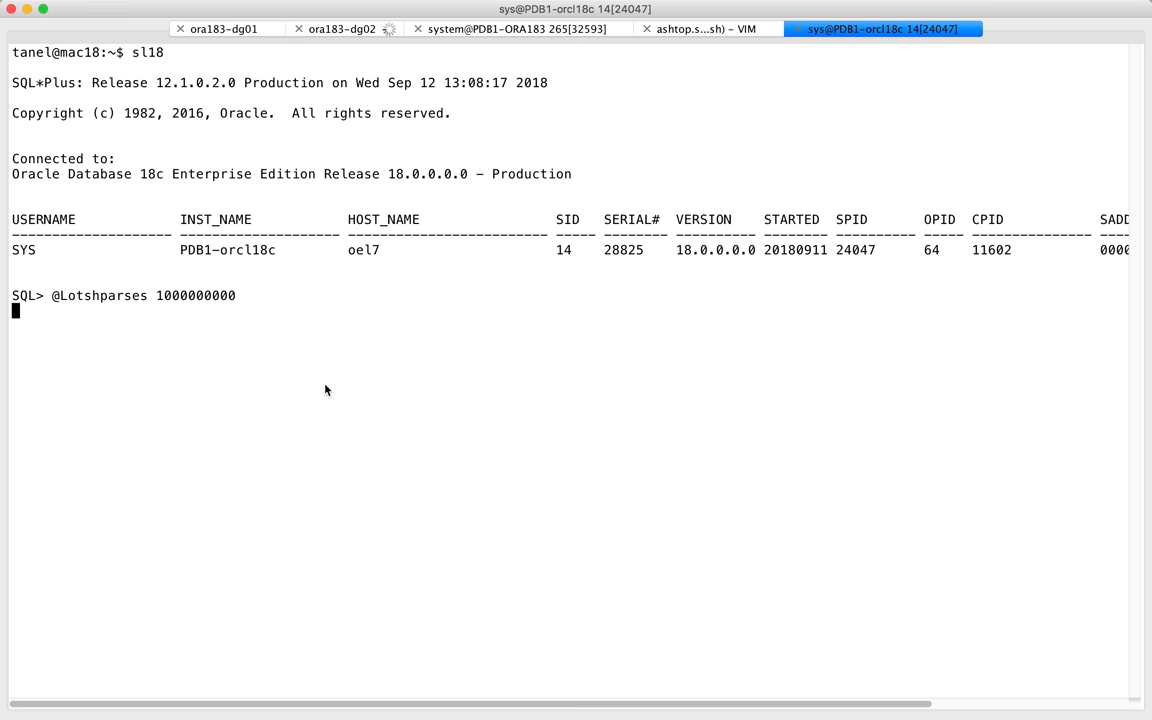 sys@PDB1-orcl18c 14[24047]
ora183-dg01
ora183-dg02
system@PDB1-ORA183 265[32593]
ashtop.s...sh) - VIM
sys@PDB1-orcl18c 14[24047]
tanel@mac18:~$ sl18
SQL*Plus: Release 12.1.0.2.0 Production on Wed Sep 12 13:08:17 2018
Copyright (c) 1982, 2016, Oracle.  All rights reserved.
Connected to:
Oracle Database 18c Enterprise Edition Release 18.0.0.0.0 - Production
USERNAME             INST_NAME            HOST_NAME                 SID   SERIAL#  VERSION    STARTED  SPID       OPID  CPID            SADD
-------------------- -------------------- ------------------------- ----- -------- ---------- -------- ---------- ----- --------------- ----
SYS                  PDB1-orcl18c         oel7                      14    28825    18.0.0.0.0 20180911 24047      64    11602           0000
SQL> @Lotshparses 1000000000